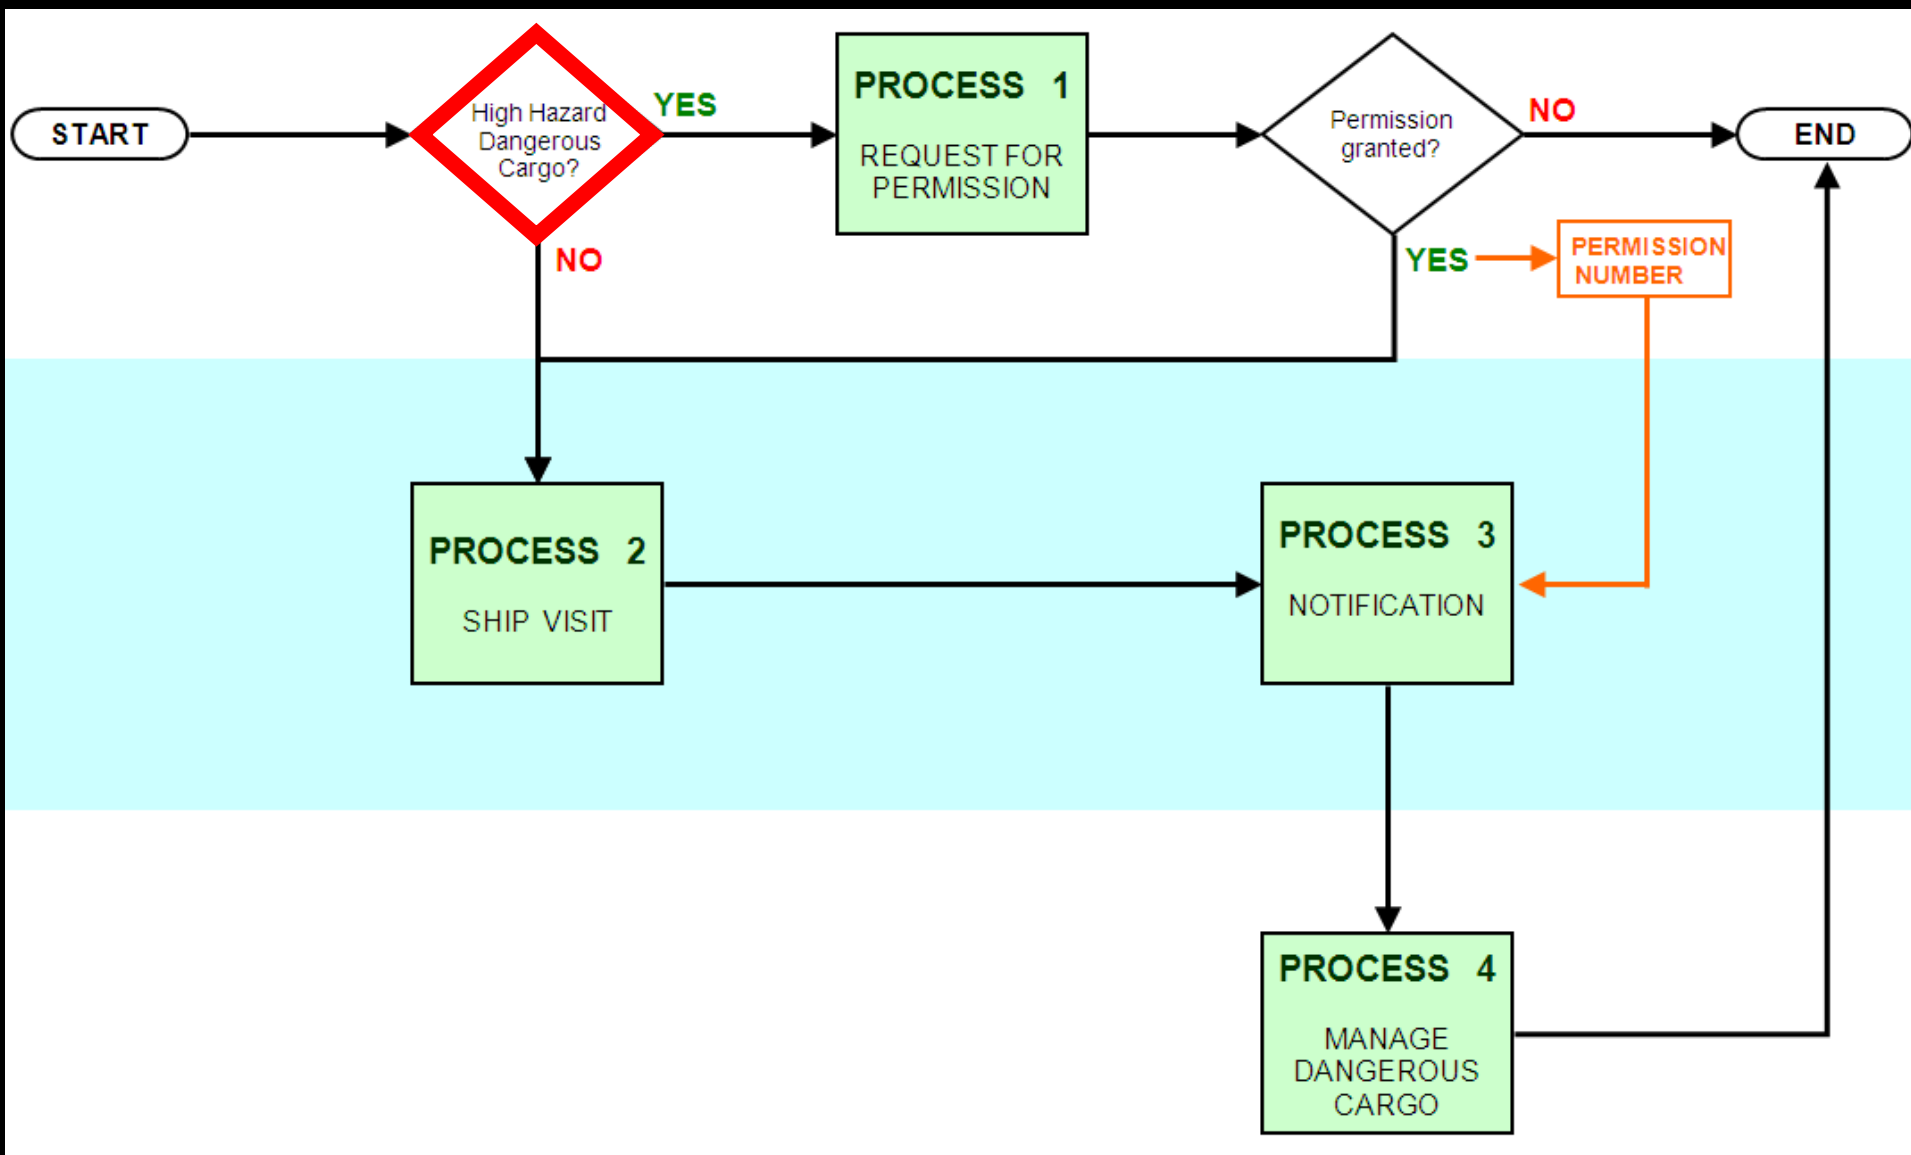 START
High Hazard
Dangerous
Cargo?
YES
NO
PROCESS 1
REQUEST FOR
PERMISSION
Permission
granted?
NO
END
YES
PERMISSION
NUMBER
PROCESS 2
SHIP VISIT
PROCESS 3
NOTIFICATION
PROCESS 4
MANAGE
DANGEROUS
CARGO